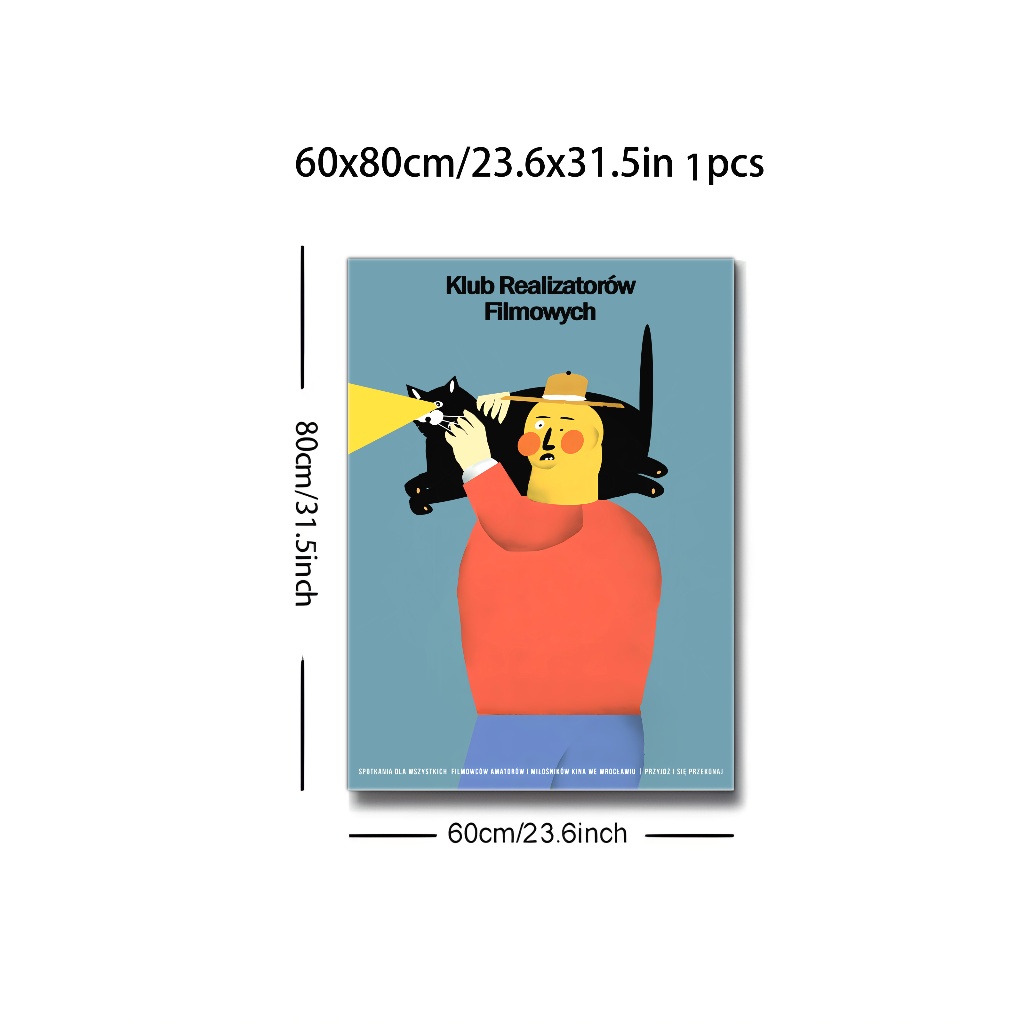 60x80cm/23.6x31.5in 1pcs
Klub Realizatorów
Filmowych
80cm/31.5inch
SPOTKANIA DLA WSZYSTKICH FILMOWCÓW AMATORÓW I MIŁOŚNIKÓW KINA WE WROCŁAWIU | PRZYJDŹ I SIĘ PRZEKONAJ
60cm/23.6inch